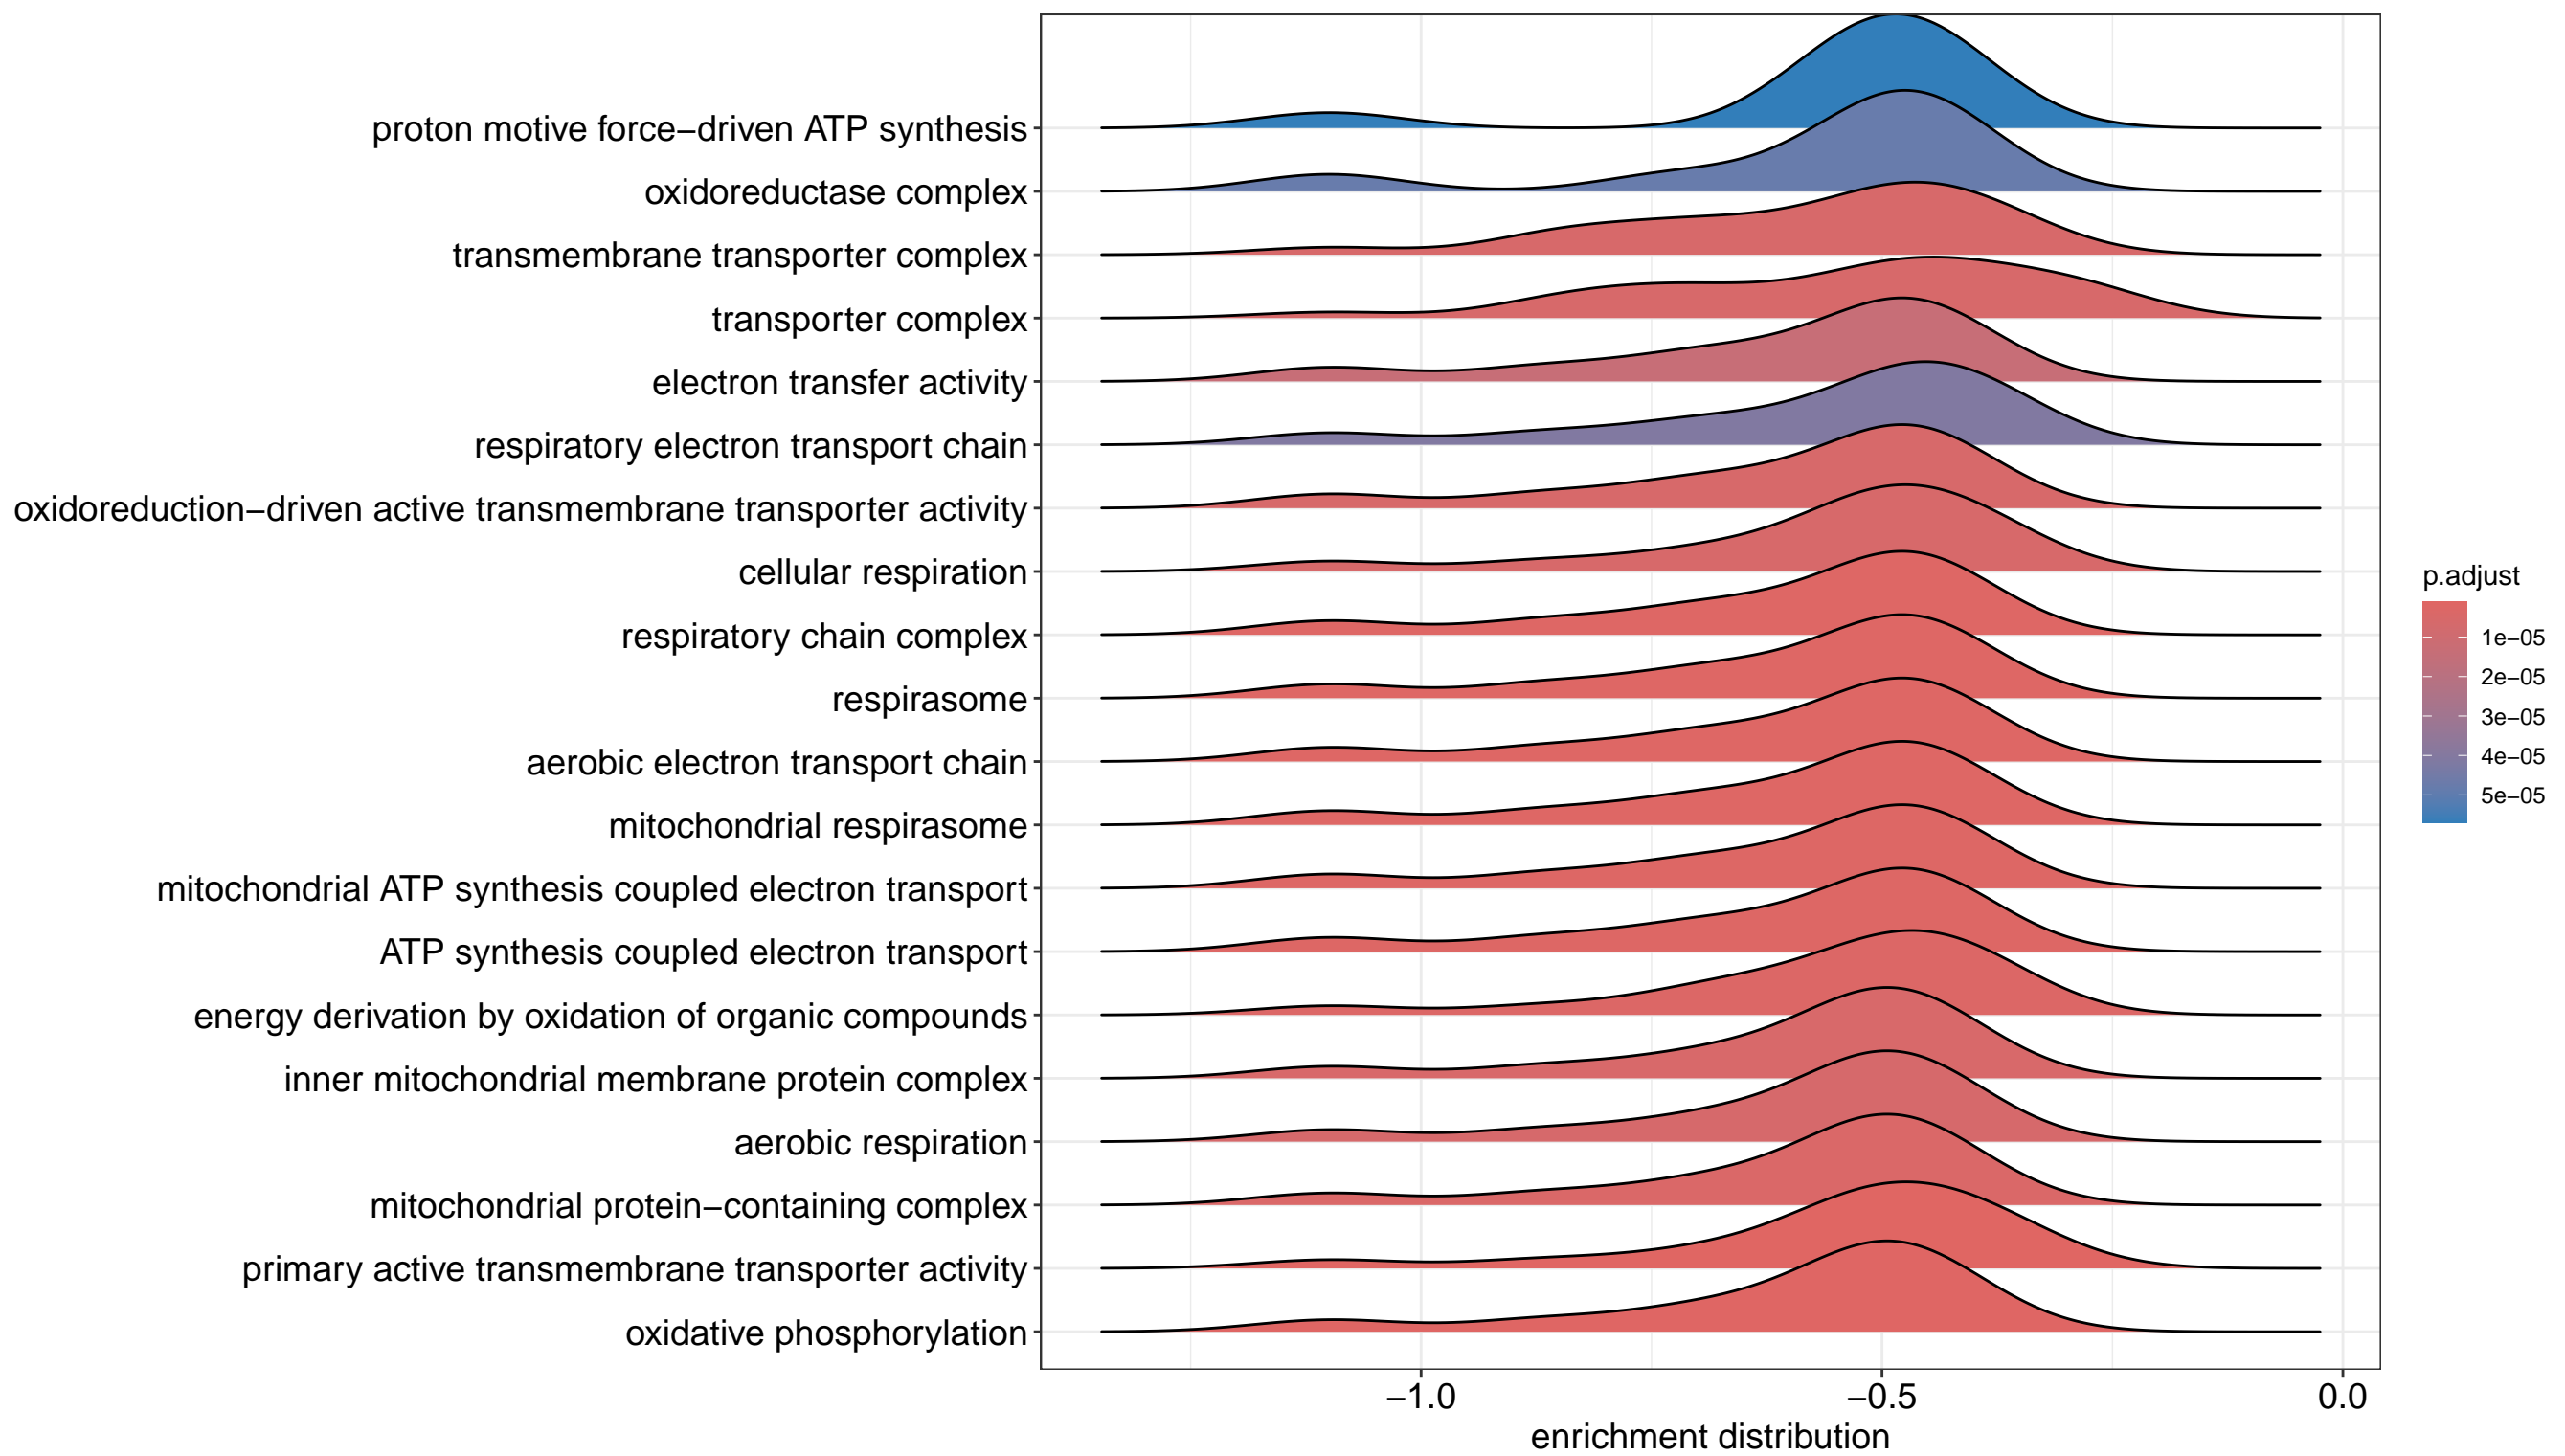 proton motive force−driven ATP synthesis
oxidoreductase complex
transmembrane transporter complex
transporter complex
electron transfer activity
respiratory electron transport chain
oxidoreduction−driven active transmembrane transporter activity
cellular respiration
respiratory chain complex
respirasome
aerobic electron transport chain
mitochondrial respirasome
mitochondrial ATP synthesis coupled electron transport
ATP synthesis coupled electron transport
energy derivation by oxidation of organic compounds
inner mitochondrial membrane protein complex
aerobic respiration
mitochondrial protein−containing complex
primary active transmembrane transporter activity
oxidative phosphorylation
−1.0
−0.5
0.0
enrichment distribution
p.adjust
1e−05
2e−05
3e−05
4e−05
5e−05